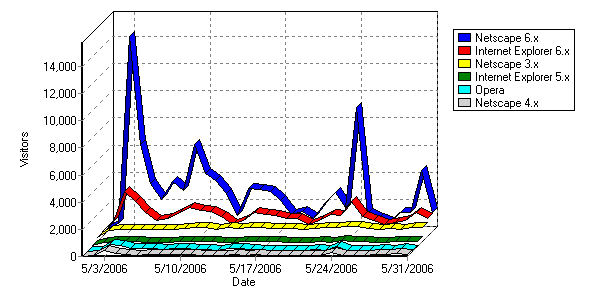 Netscape 6.x
Internet Explorer 6.x
Netscape 3.x
Internet Explorer 5.x
Opera
Netscape 4.x
14,000
12,000
10,000
8,000
6,000
4,000
2,000
0
Visitors
5/3/2006 5/10/2006 5/17/2006 5/24/2006 5/31/2006
Date